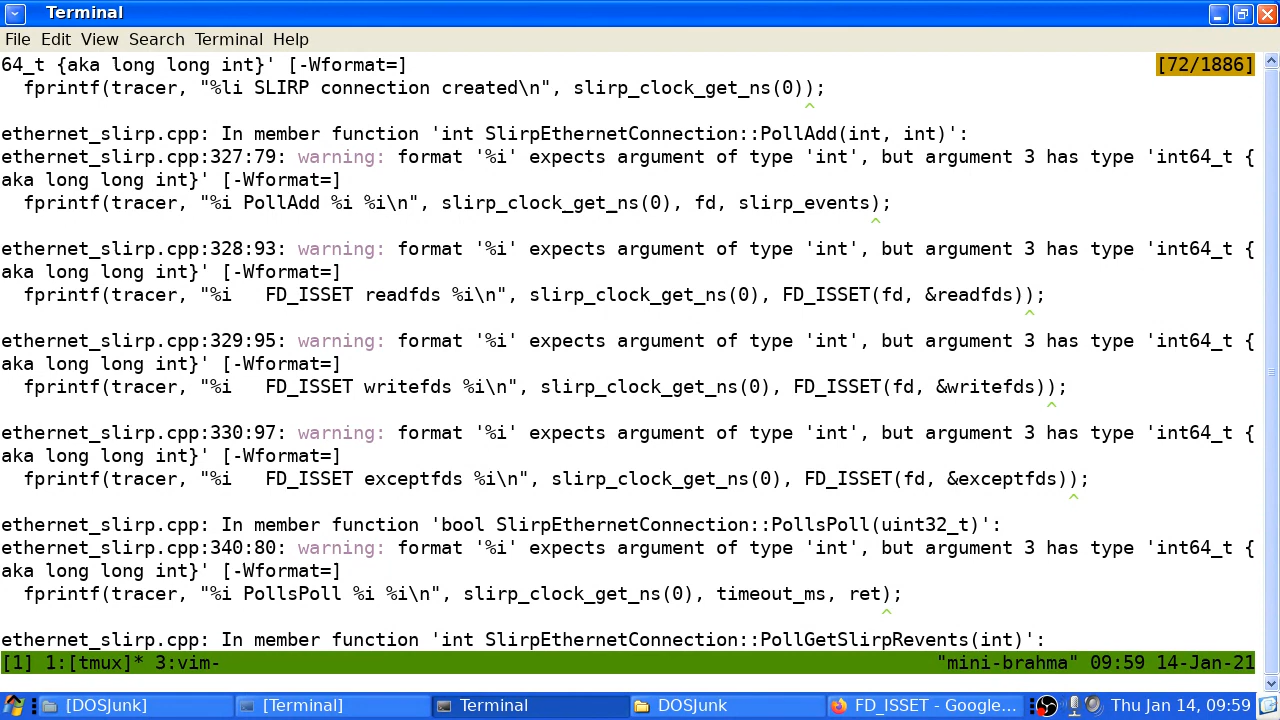 Terminal
File Edit View Search Terminal Help
64_t {aka long long int}' [-Wformat=] [72/1886]
  fprintf(tracer, "%li SLIRP connection created\n", slirp_clock_get_ns(0));
^
ethernet_slirp.cpp: In member function 'int SlirpEthernetConnection::PollAdd(int, int)':
ethernet_slirp.cpp:327:79: warning: format '%i' expects argument of type 'int', but argument 3 has type 'int64_t {
aka long long int}' [-Wformat=]
  fprintf(tracer, "%i PollAdd %i %i\n", slirp_clock_get_ns(0), fd, slirp_events);
^
ethernet_slirp.cpp:328:93: warning: format '%i' expects argument of type 'int', but argument 3 has type 'int64_t {
aka long long int}' [-Wformat=]
  fprintf(tracer, "%i   FD_ISSET readfds %i\n", slirp_clock_get_ns(0), FD_ISSET(fd, &readfds));
^
ethernet_slirp.cpp:329:95: warning: format '%i' expects argument of type 'int', but argument 3 has type 'int64_t {
aka long long int}' [-Wformat=]
  fprintf(tracer, "%i   FD_ISSET writefds %i\n", slirp_clock_get_ns(0), FD_ISSET(fd, &writefds));
^
ethernet_slirp.cpp:330:97: warning: format '%i' expects argument of type 'int', but argument 3 has type 'int64_t {
aka long long int}' [-Wformat=]
  fprintf(tracer, "%i   FD_ISSET exceptfds %i\n", slirp_clock_get_ns(0), FD_ISSET(fd, &exceptfds));
^
ethernet_slirp.cpp: In member function 'bool SlirpEthernetConnection::PollsPoll(uint32_t)':
ethernet_slirp.cpp:340:80: warning: format '%i' expects argument of type 'int', but argument 3 has type 'int64_t {
aka long long int}' [-Wformat=]
  fprintf(tracer, "%i PollsPoll %i %i\n", slirp_clock_get_ns(0), timeout_ms, ret);
^
ethernet_slirp.cpp: In member function 'int SlirpEthernetConnection::PollGetSlirpRevents(int)':
[1] 1:[tmux]* 3:vim- "mini-brahma" 09:59 14-Jan-21
[DOSJunk] [Terminal] Terminal DOSJunk FD_ISSET - Google... Thu Jan 14, 09:59